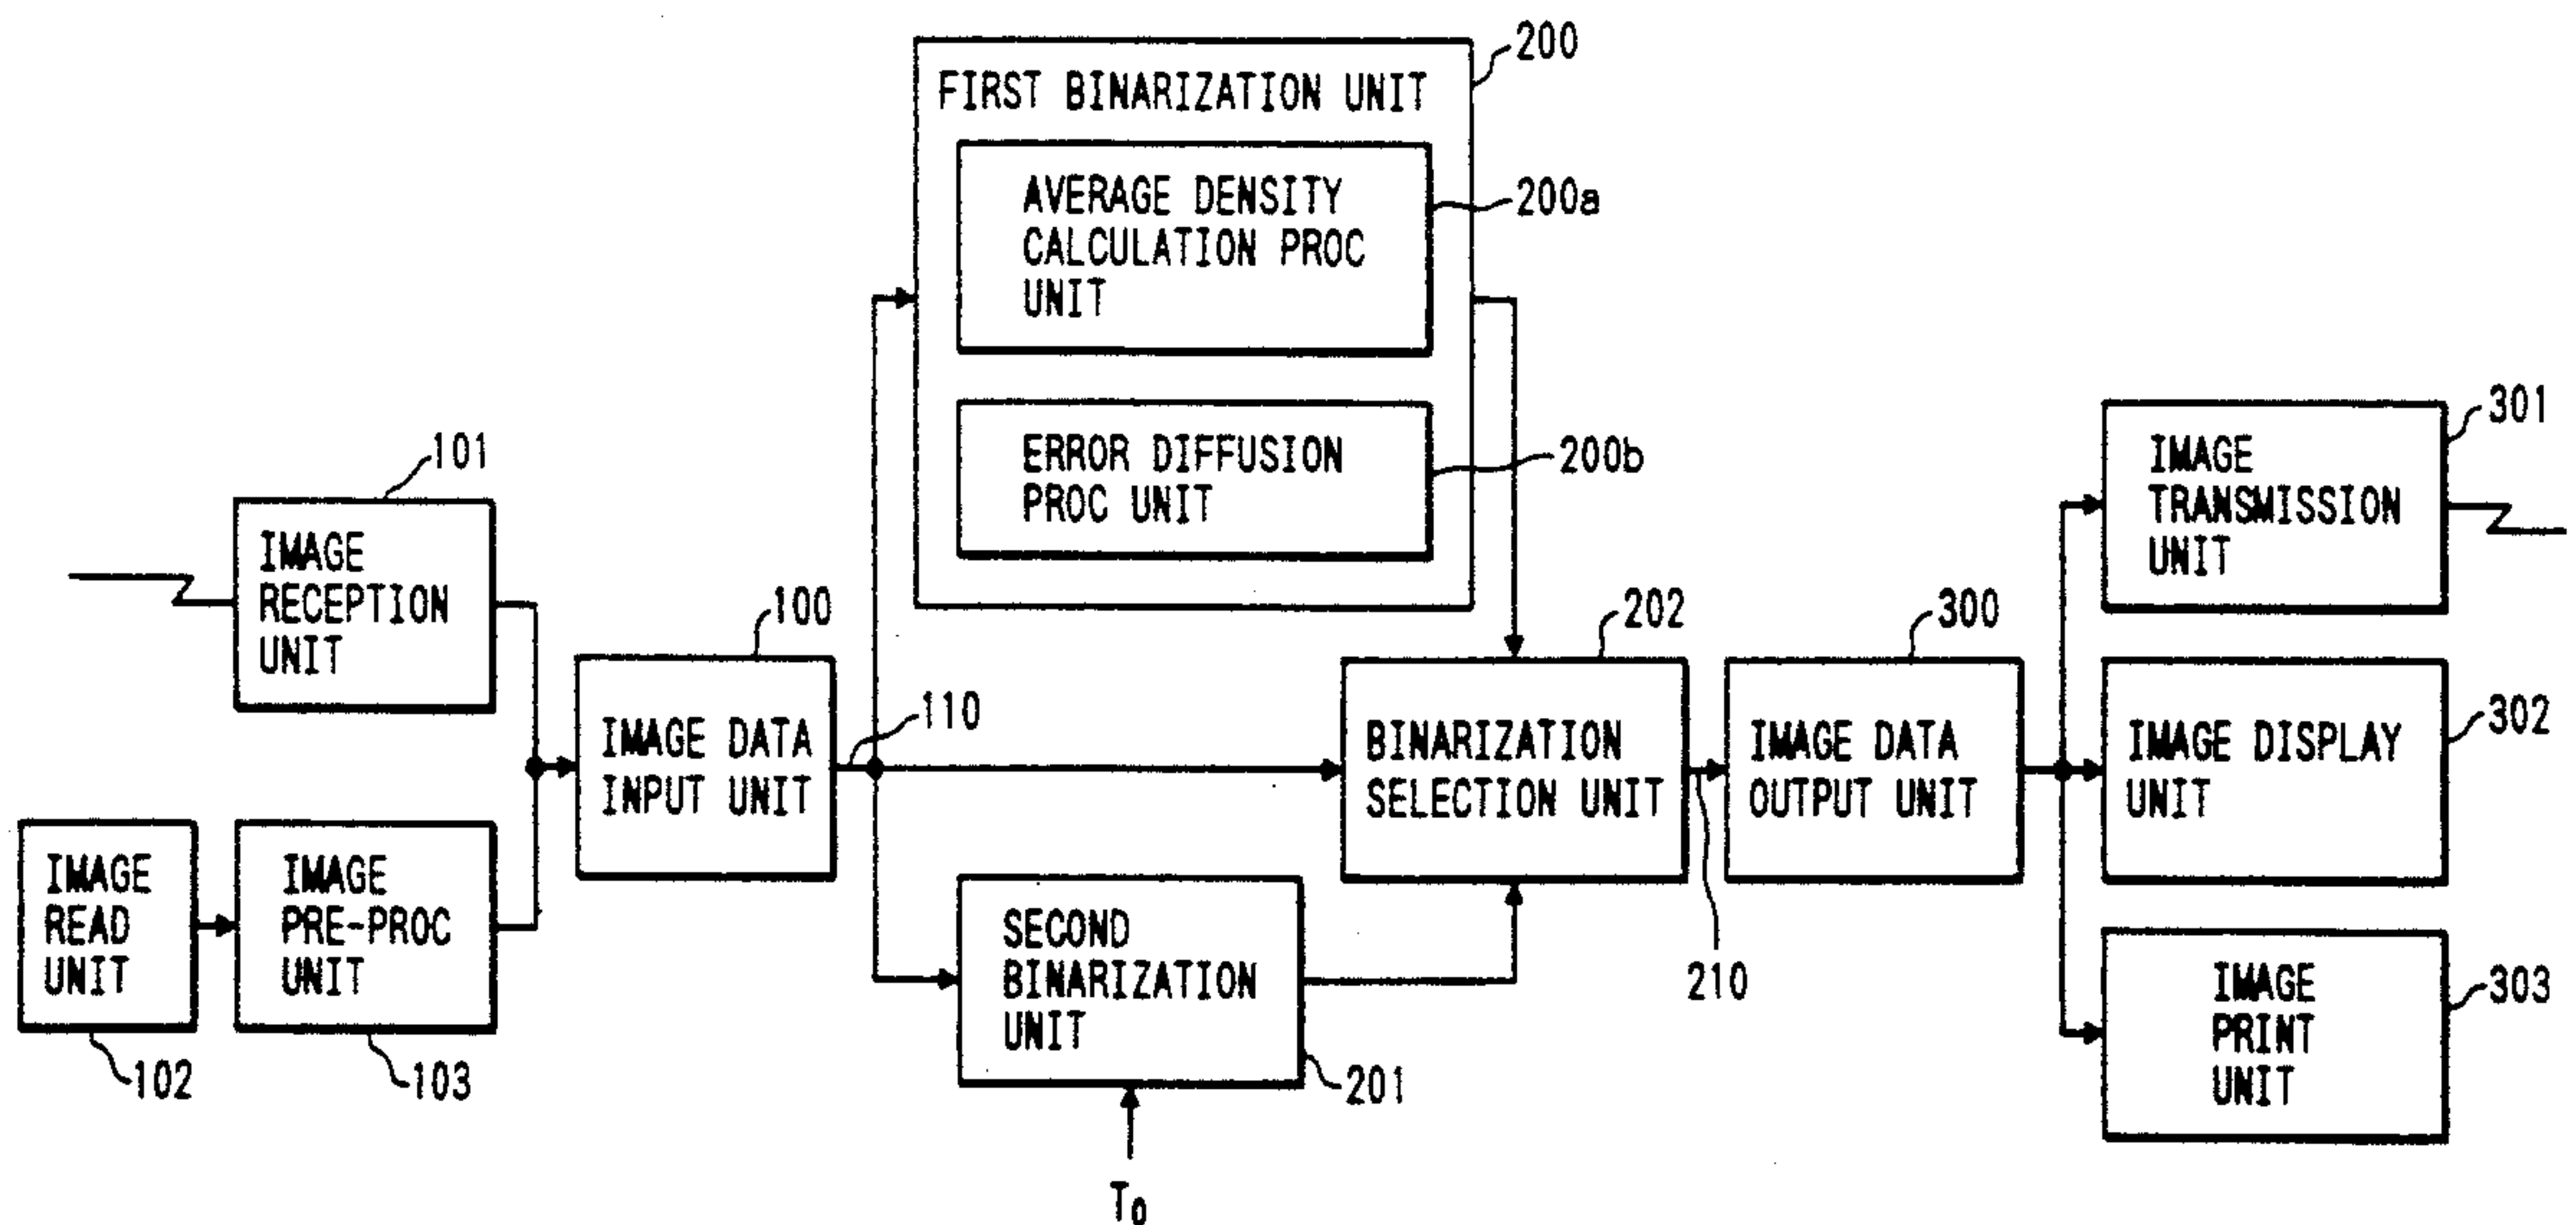 200
FIRST BINARIZATION UNIT
AVERAGE DENSITY
CALCULATION PROC
UNIT
200a
ERROR DIFFUSION
PROC UNIT
200b
101
IMAGE
RECEPTION
UNIT
100
IMAGE DATA
INPUT UNIT
110
IMAGE
READ
UNIT
102
IMAGE
PRE-PROC
UNIT
103
SECOND
BINARIZATION
UNIT
201
T0
202
BINARIZATION
SELECTION UNIT
210
300
IMAGE DATA
OUTPUT UNIT
301
IMAGE
TRANSMISSION
UNIT
302
IMAGE DISPLAY
UNIT
303
IMAGE
PRINT
UNIT